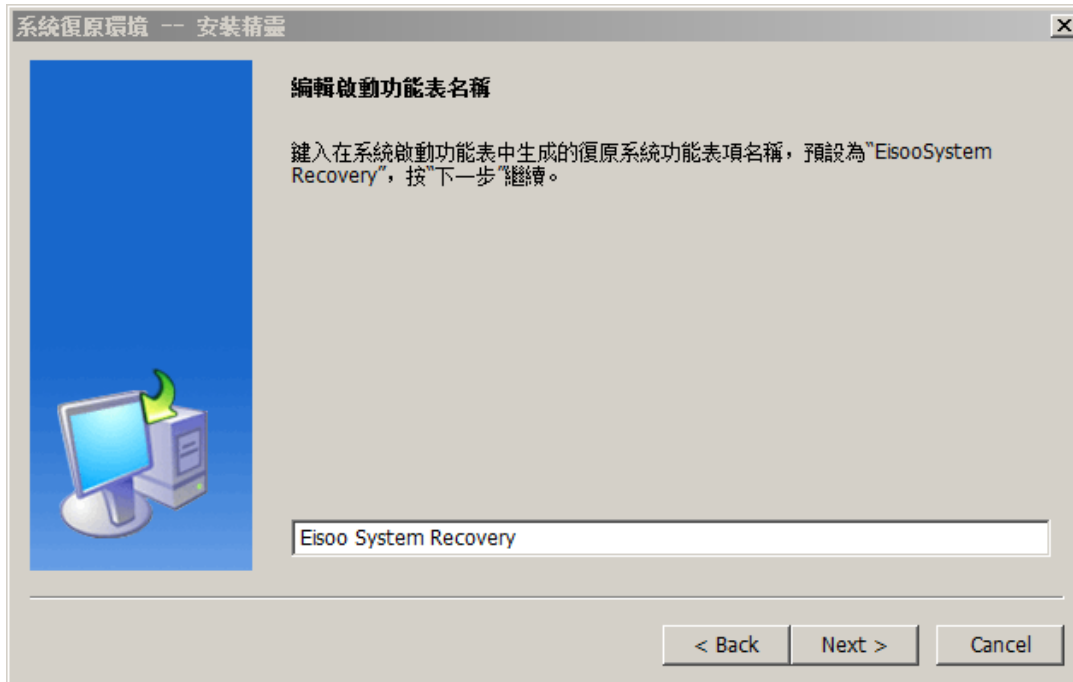 系統復原環境 -- 安裝精靈
編輯啟動功能表名稱
鍵入在系統啟動功能表中生成的復原系統功能表項名稱，預設為"EisooSystem
Recovery"，按"下一步"繼續。
Eisoo System Recovery
< Back
Next >
Cancel